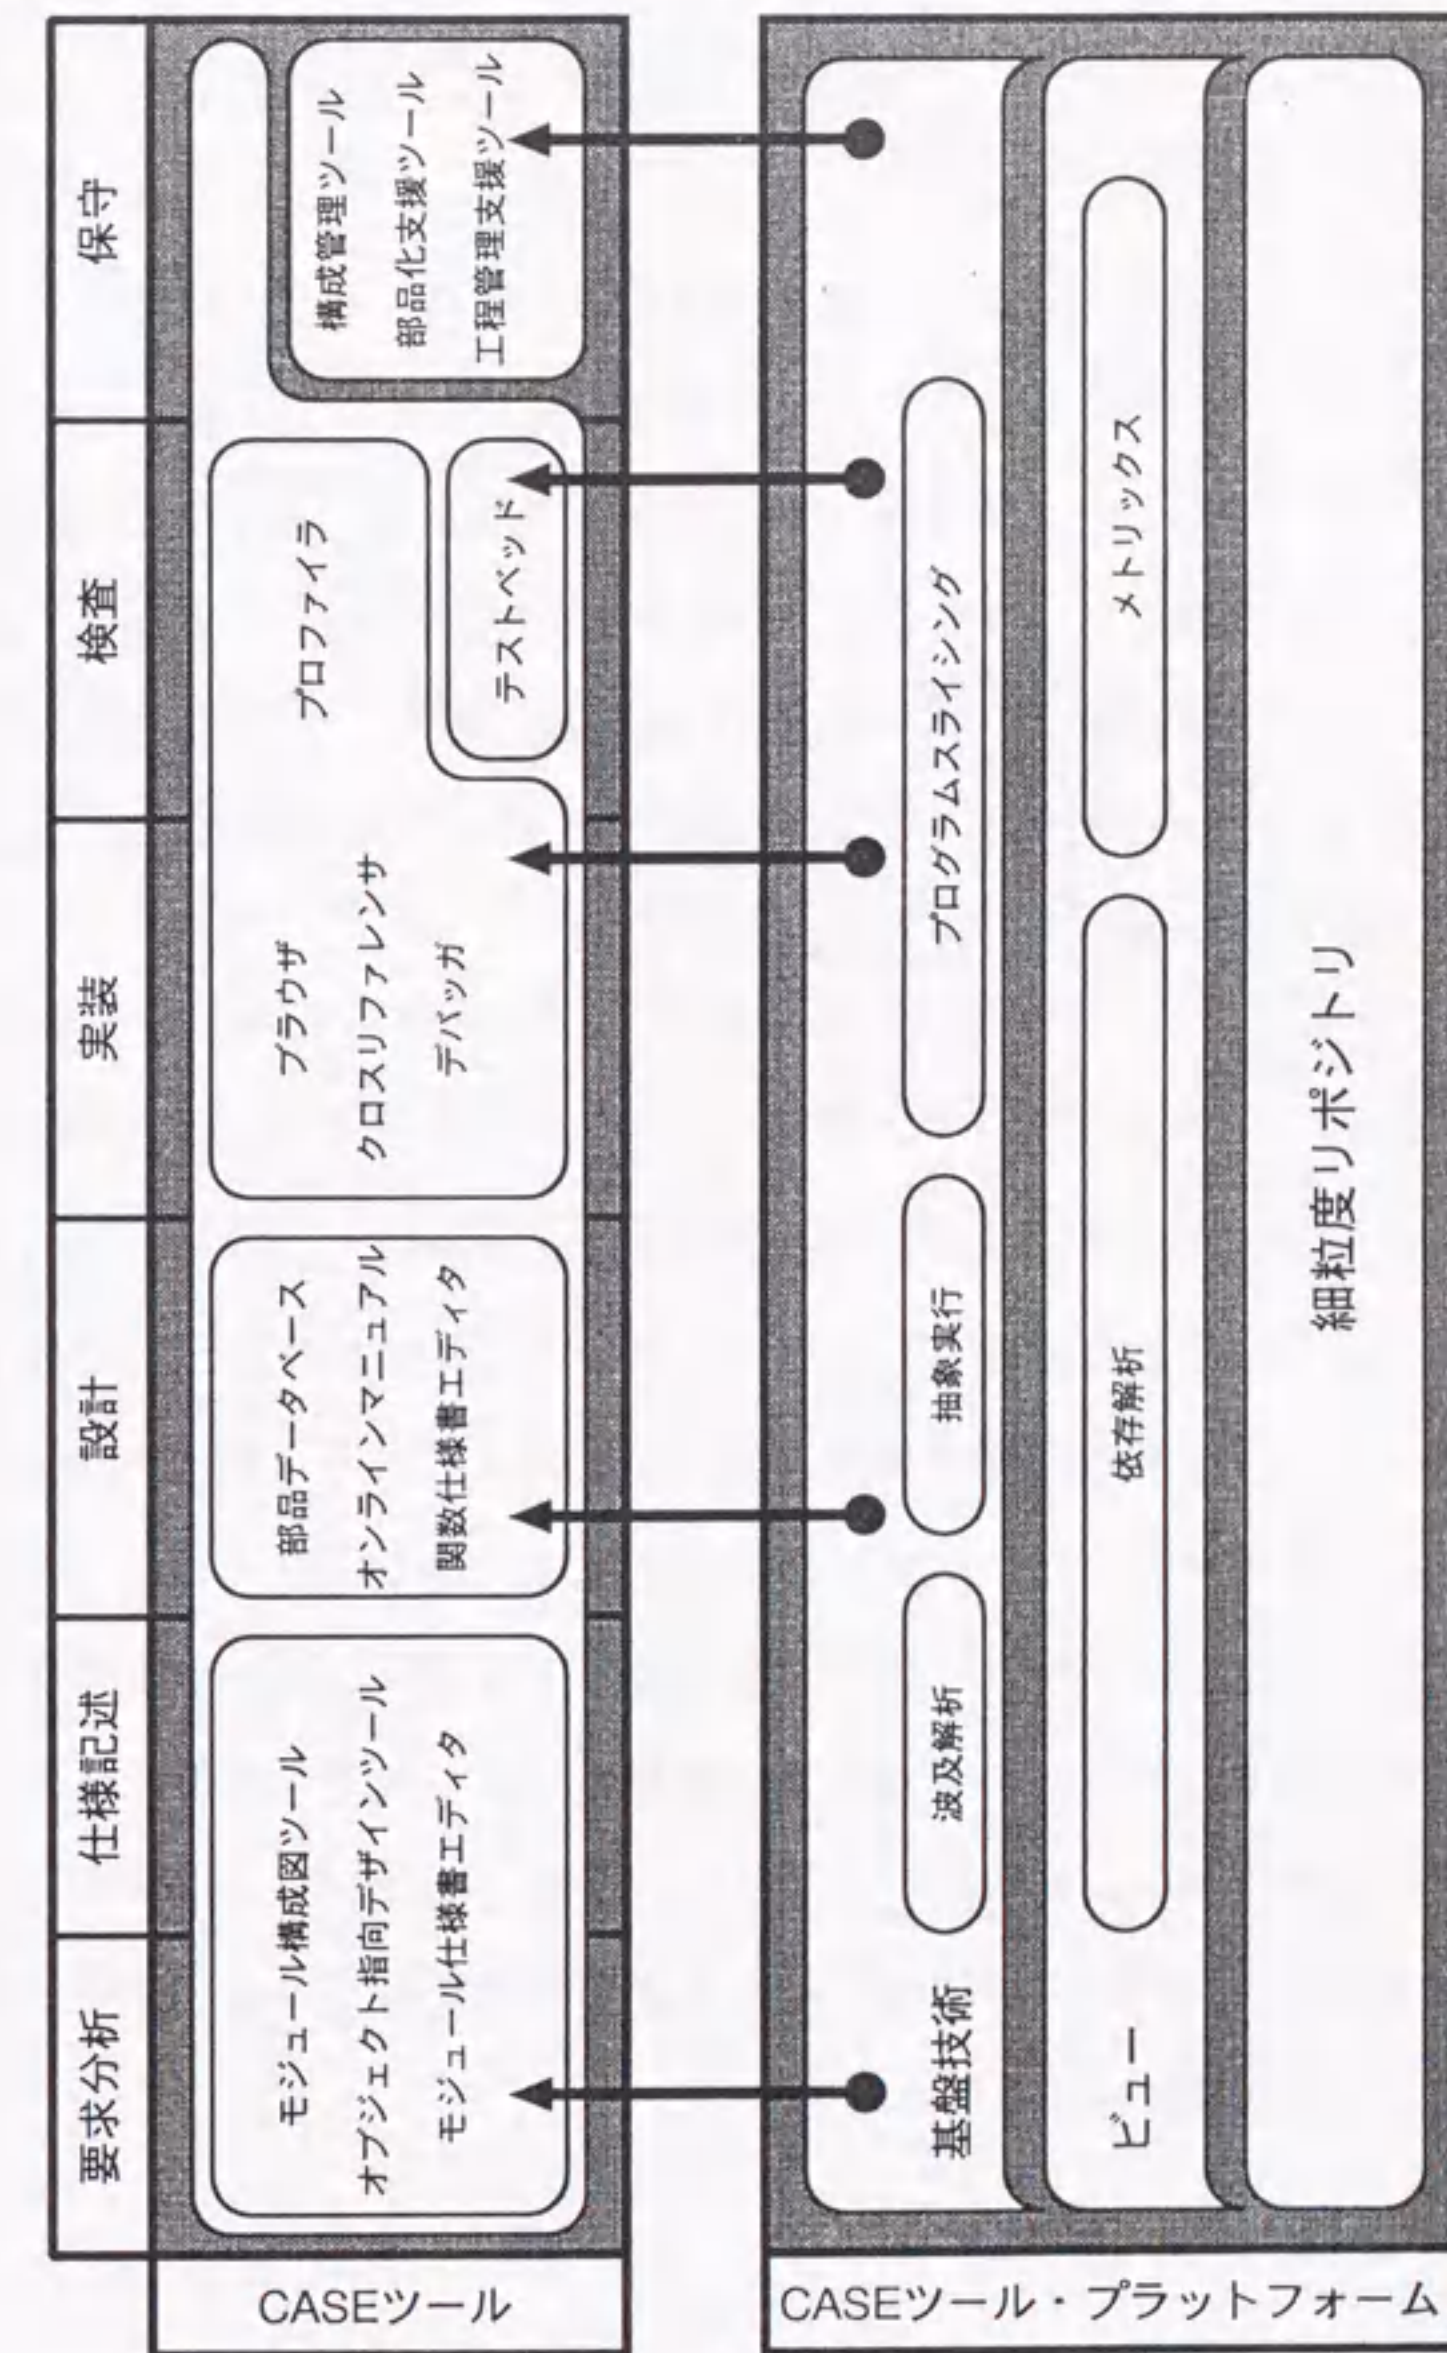 要求分析
仕様記述
設計
実装
検査
保守
CASEツール
モジュール構成図ツール
オブジェクト指向デザインツール
モジュール仕様書エディタ
部品データベース
オンラインマニュアル
関数仕様書エディタ
ブラウザ
クロスリファレンサ
デバッガ
プロファイラ
テストベッド
構成管理ツール
部品化支援ツール
工程管理支援ツール
CASEツール・プラットフォーム
基盤技術
波及解析
抽象実行
プログラムスライシング
ビュー
依存解析
メトリックス
細粒度リポジトリ